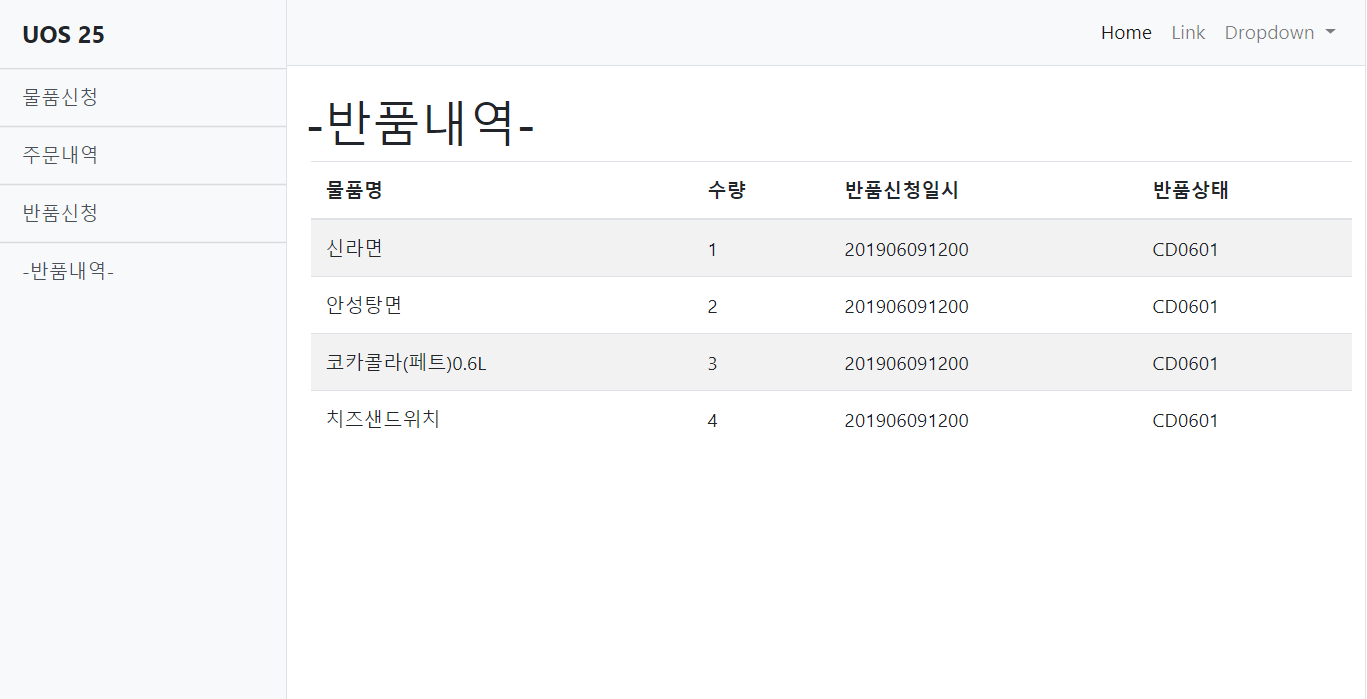 UOS 25
물품신청
주문내역
반품신청
-반품내역-
Home Link Dropdown
-반품내역-
물품명 수량 반품신청일시 반품상태
신라면 1 201906091200 CD0601
안성탕면 2 201906091200 CD0601
코카콜라(페트)0.6L 3 201906091200 CD0601
치즈샌드위치 4 201906091200 CD0601